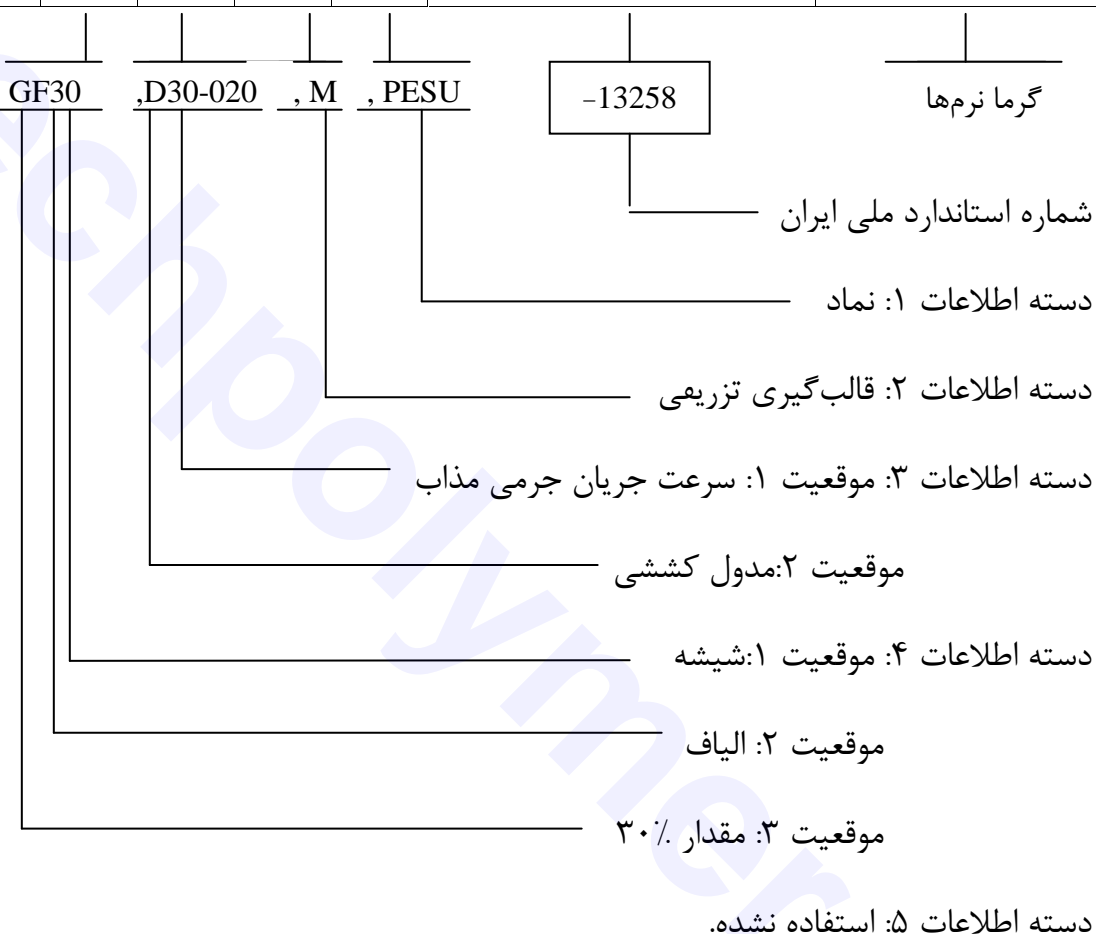 گرما نرم‌ها -13258 , PESU , M ,D30-020 GF30
شماره استاندارد ملی ایران
دسته اطلاعات ۱: نماد
دسته اطلاعات ۲: قالب‌گیری تزریقی
دسته اطلاعات ۳: موقعیت ۱: سرعت جریان جرمی مذاب
موقعیت ۲:مدول کششی
دسته اطلاعات ۴: موقعیت ۱:شیشه
موقعیت ۲: الیاف
موقعیت ۳: مقدار ۳۰٪
دسته اطلاعات ۵: استفاده نشده.
echpolymer